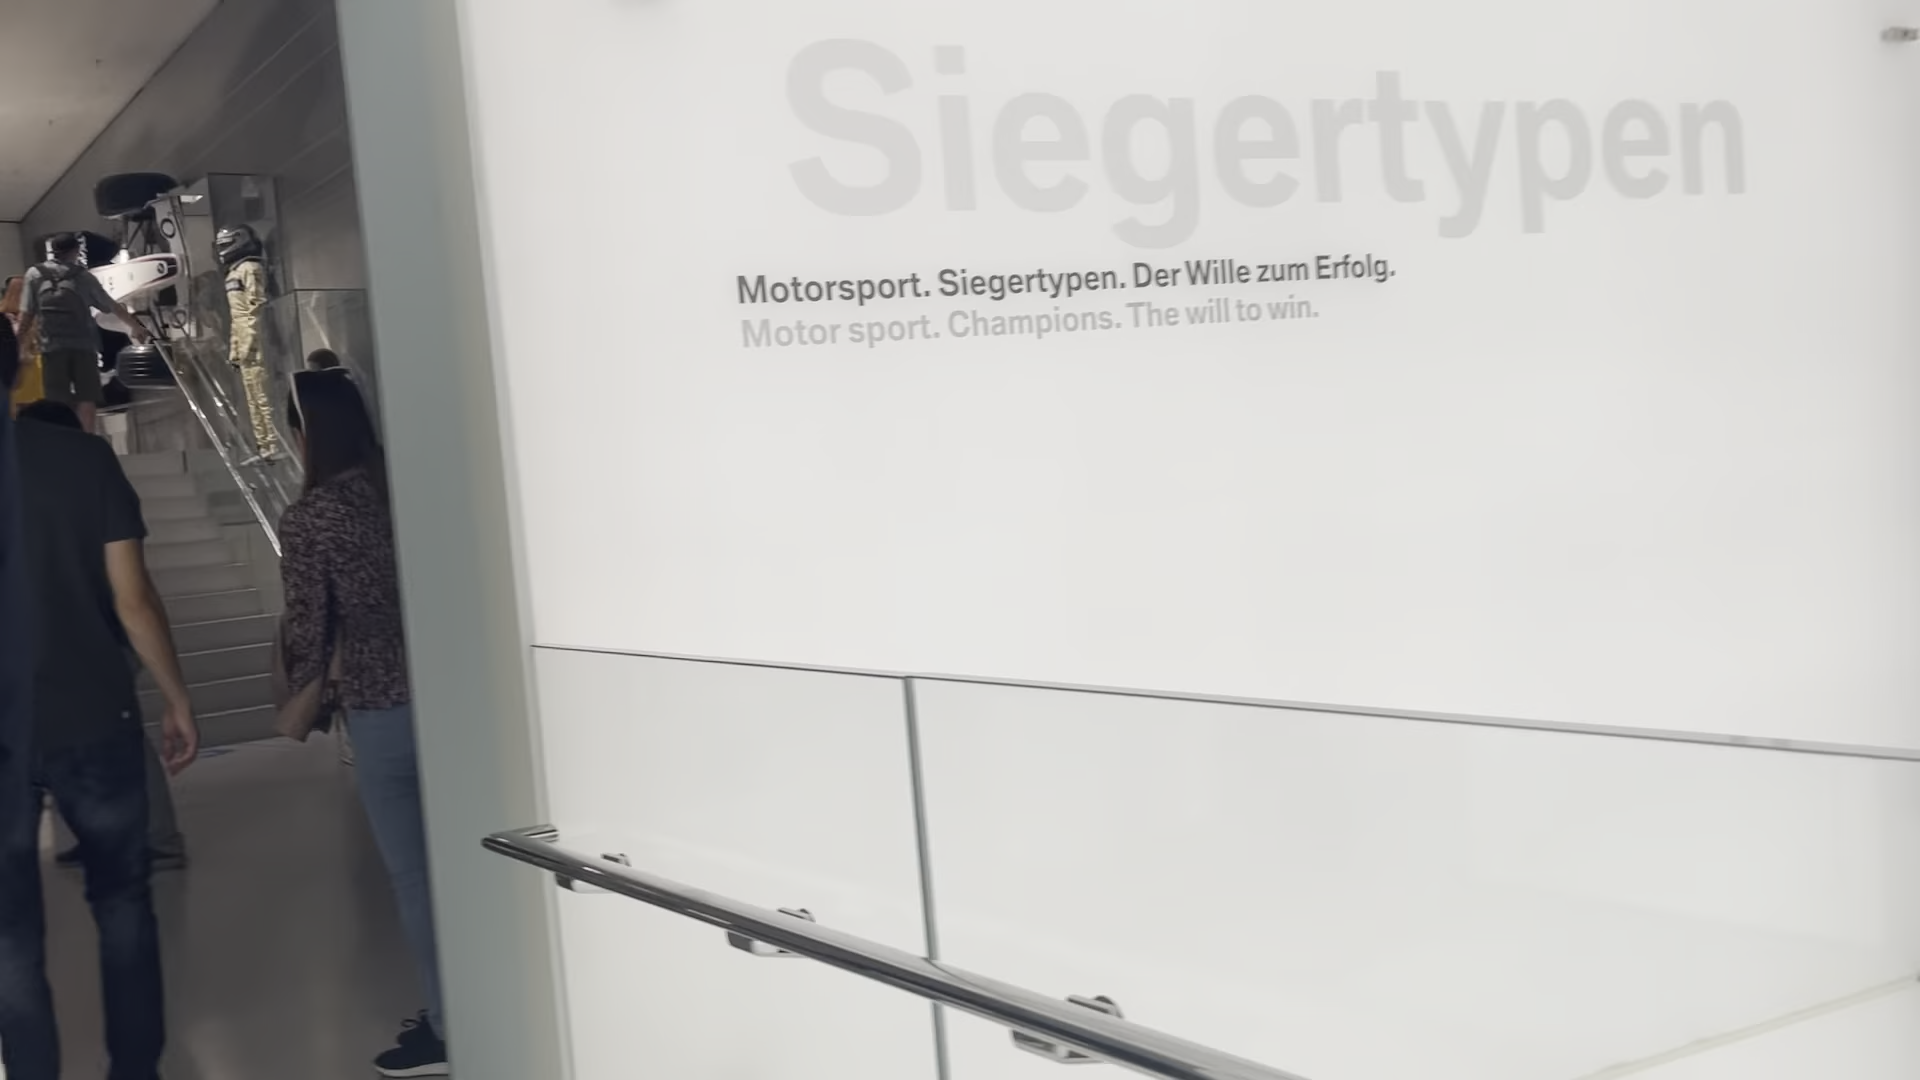 Siegertypen
Motorsport. Siegertypen. Der Wille zum Erfolg.
Motor sport. Champions. The will to win.